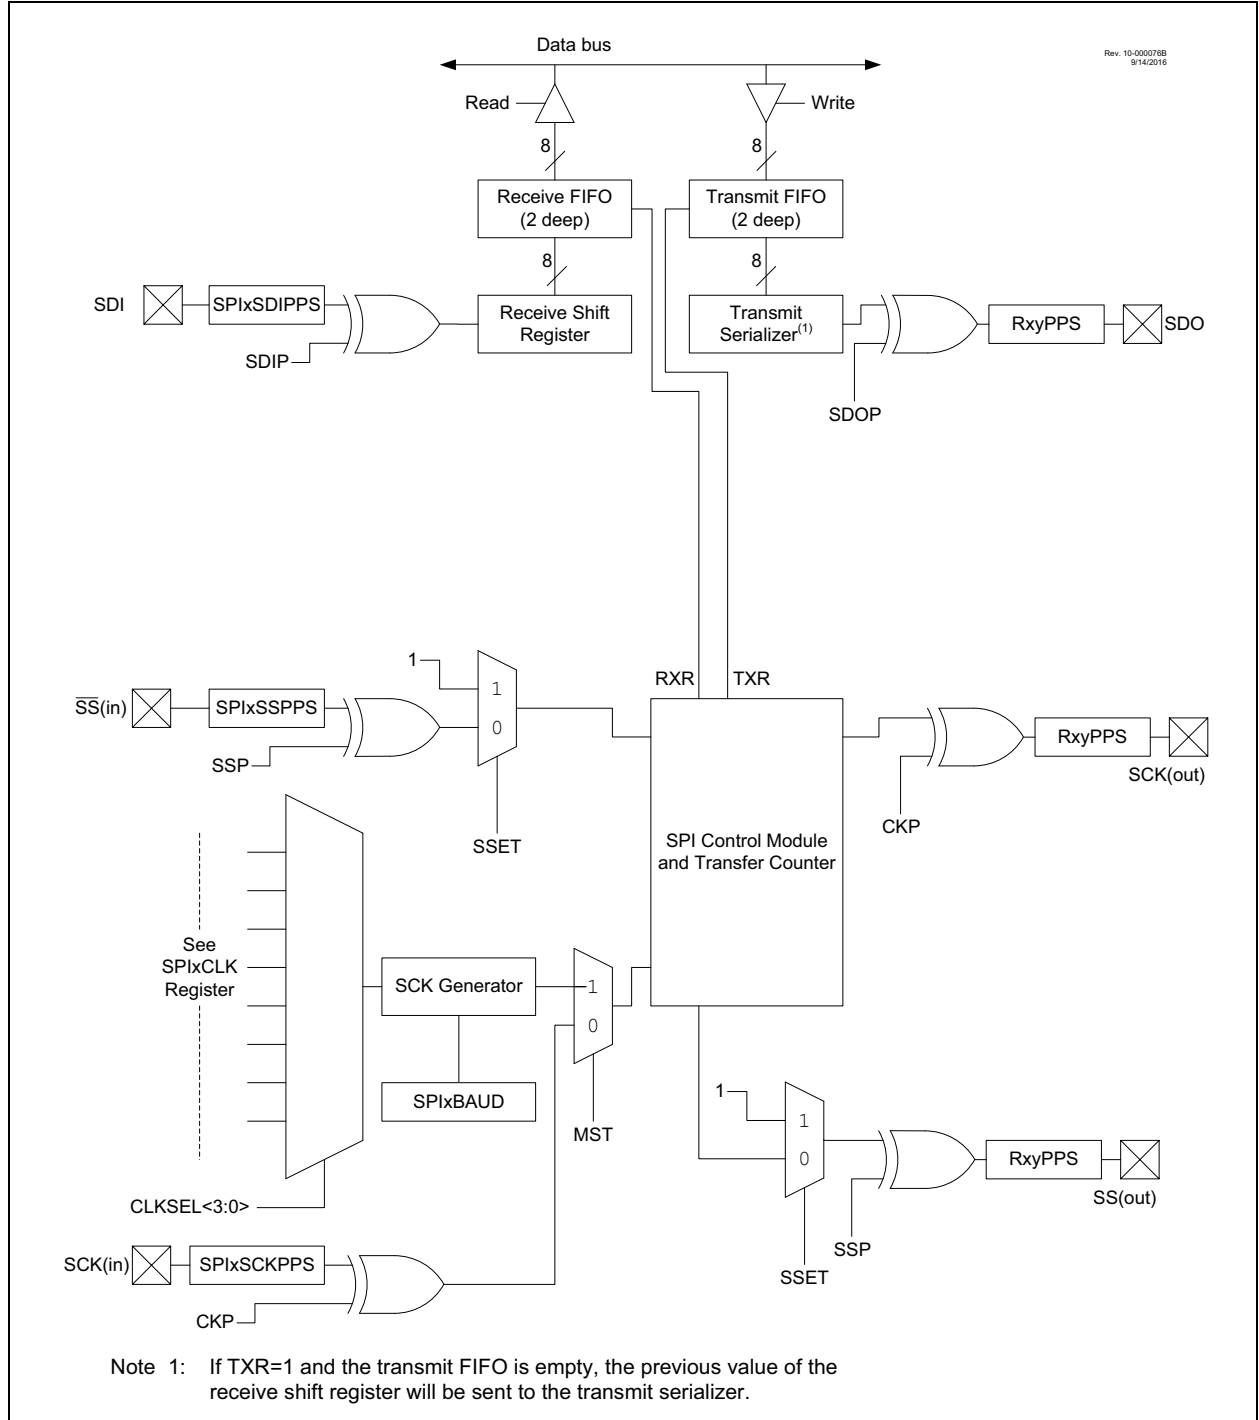 Data bus
Rev. 10-000076B
9/14/2016
Read
Write
8
8
Receive FIFO
(2 deep)
Transmit FIFO
(2 deep)
8
8
SDI
SPIxSDIPPS
SDIP
Receive Shift
Register
Transmit
Serializer(1)
SDOP
RxyPPS
SDO
RXR
TXR
1
1
0
SS(in)
SPIxSSPPS
SSP
SSET
SPI Control Module
and Transfer Counter
RxyPPS
SCK(out)
CKP
See
SPIxCLK
Register
SCK Generator
1
0
SPIxBAUD
MST
CLKSEL<3:0>
1
1
0
RxyPPS
SS(out)
SSP
SSET
SCK(in)
SPIxSCKPPS
CKP
Note 1: If TXR=1 and the transmit FIFO is empty, the previous value of the
receive shift register will be sent to the transmit serializer.